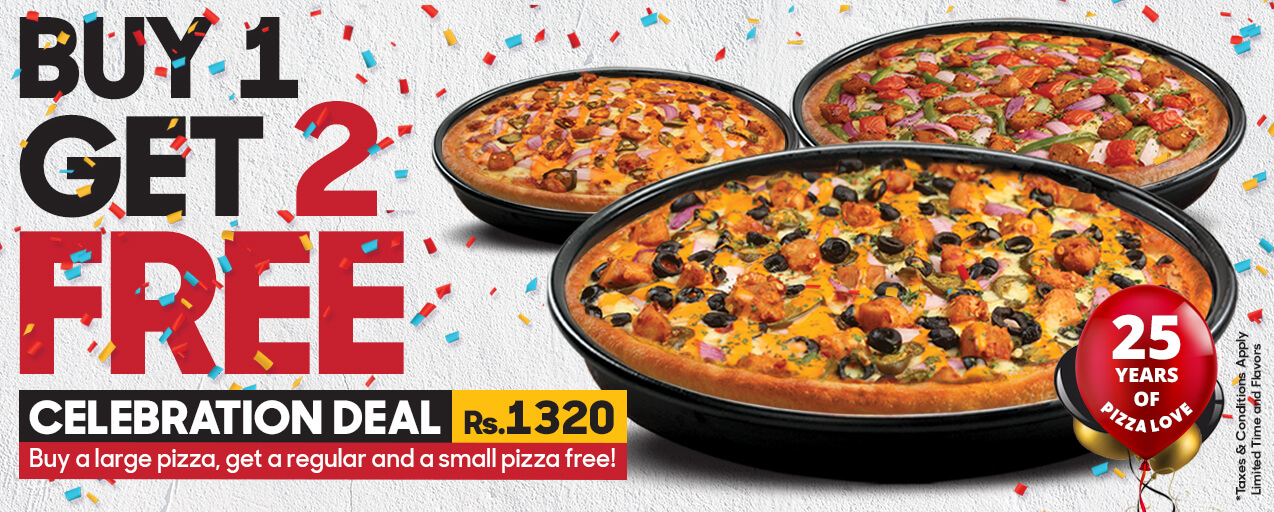 BUY 1
GET 2
FREE
CELEBRATION DEAL Rs.1320
Buy a large pizza, get a regular and a small pizza free!
25
YEARS
OF
PIZZA LOVE
*Taxes & Conditions Apply
Limited Time and Flavors